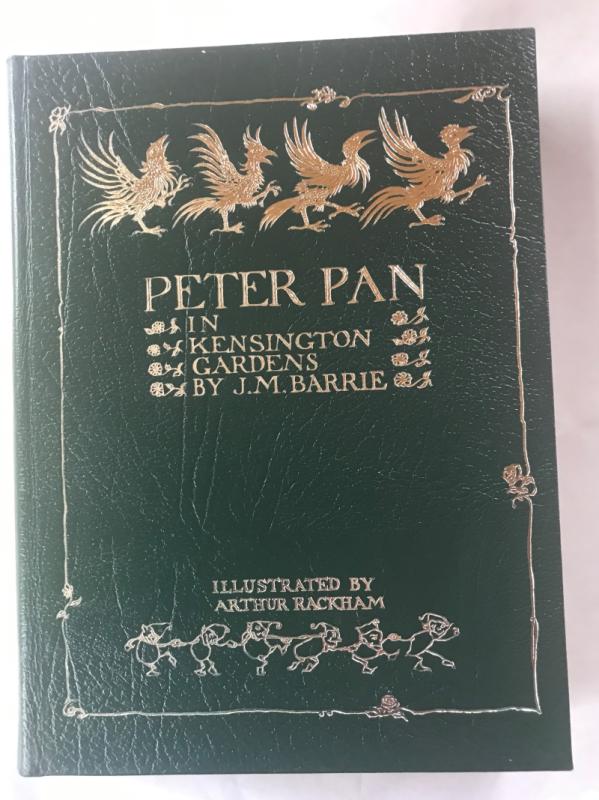 PETER PAN
IN
KENSINGTON
GARDENS
BY J.M. BARRIE
ILLUSTRATED BY
ARTHUR RACKHAM